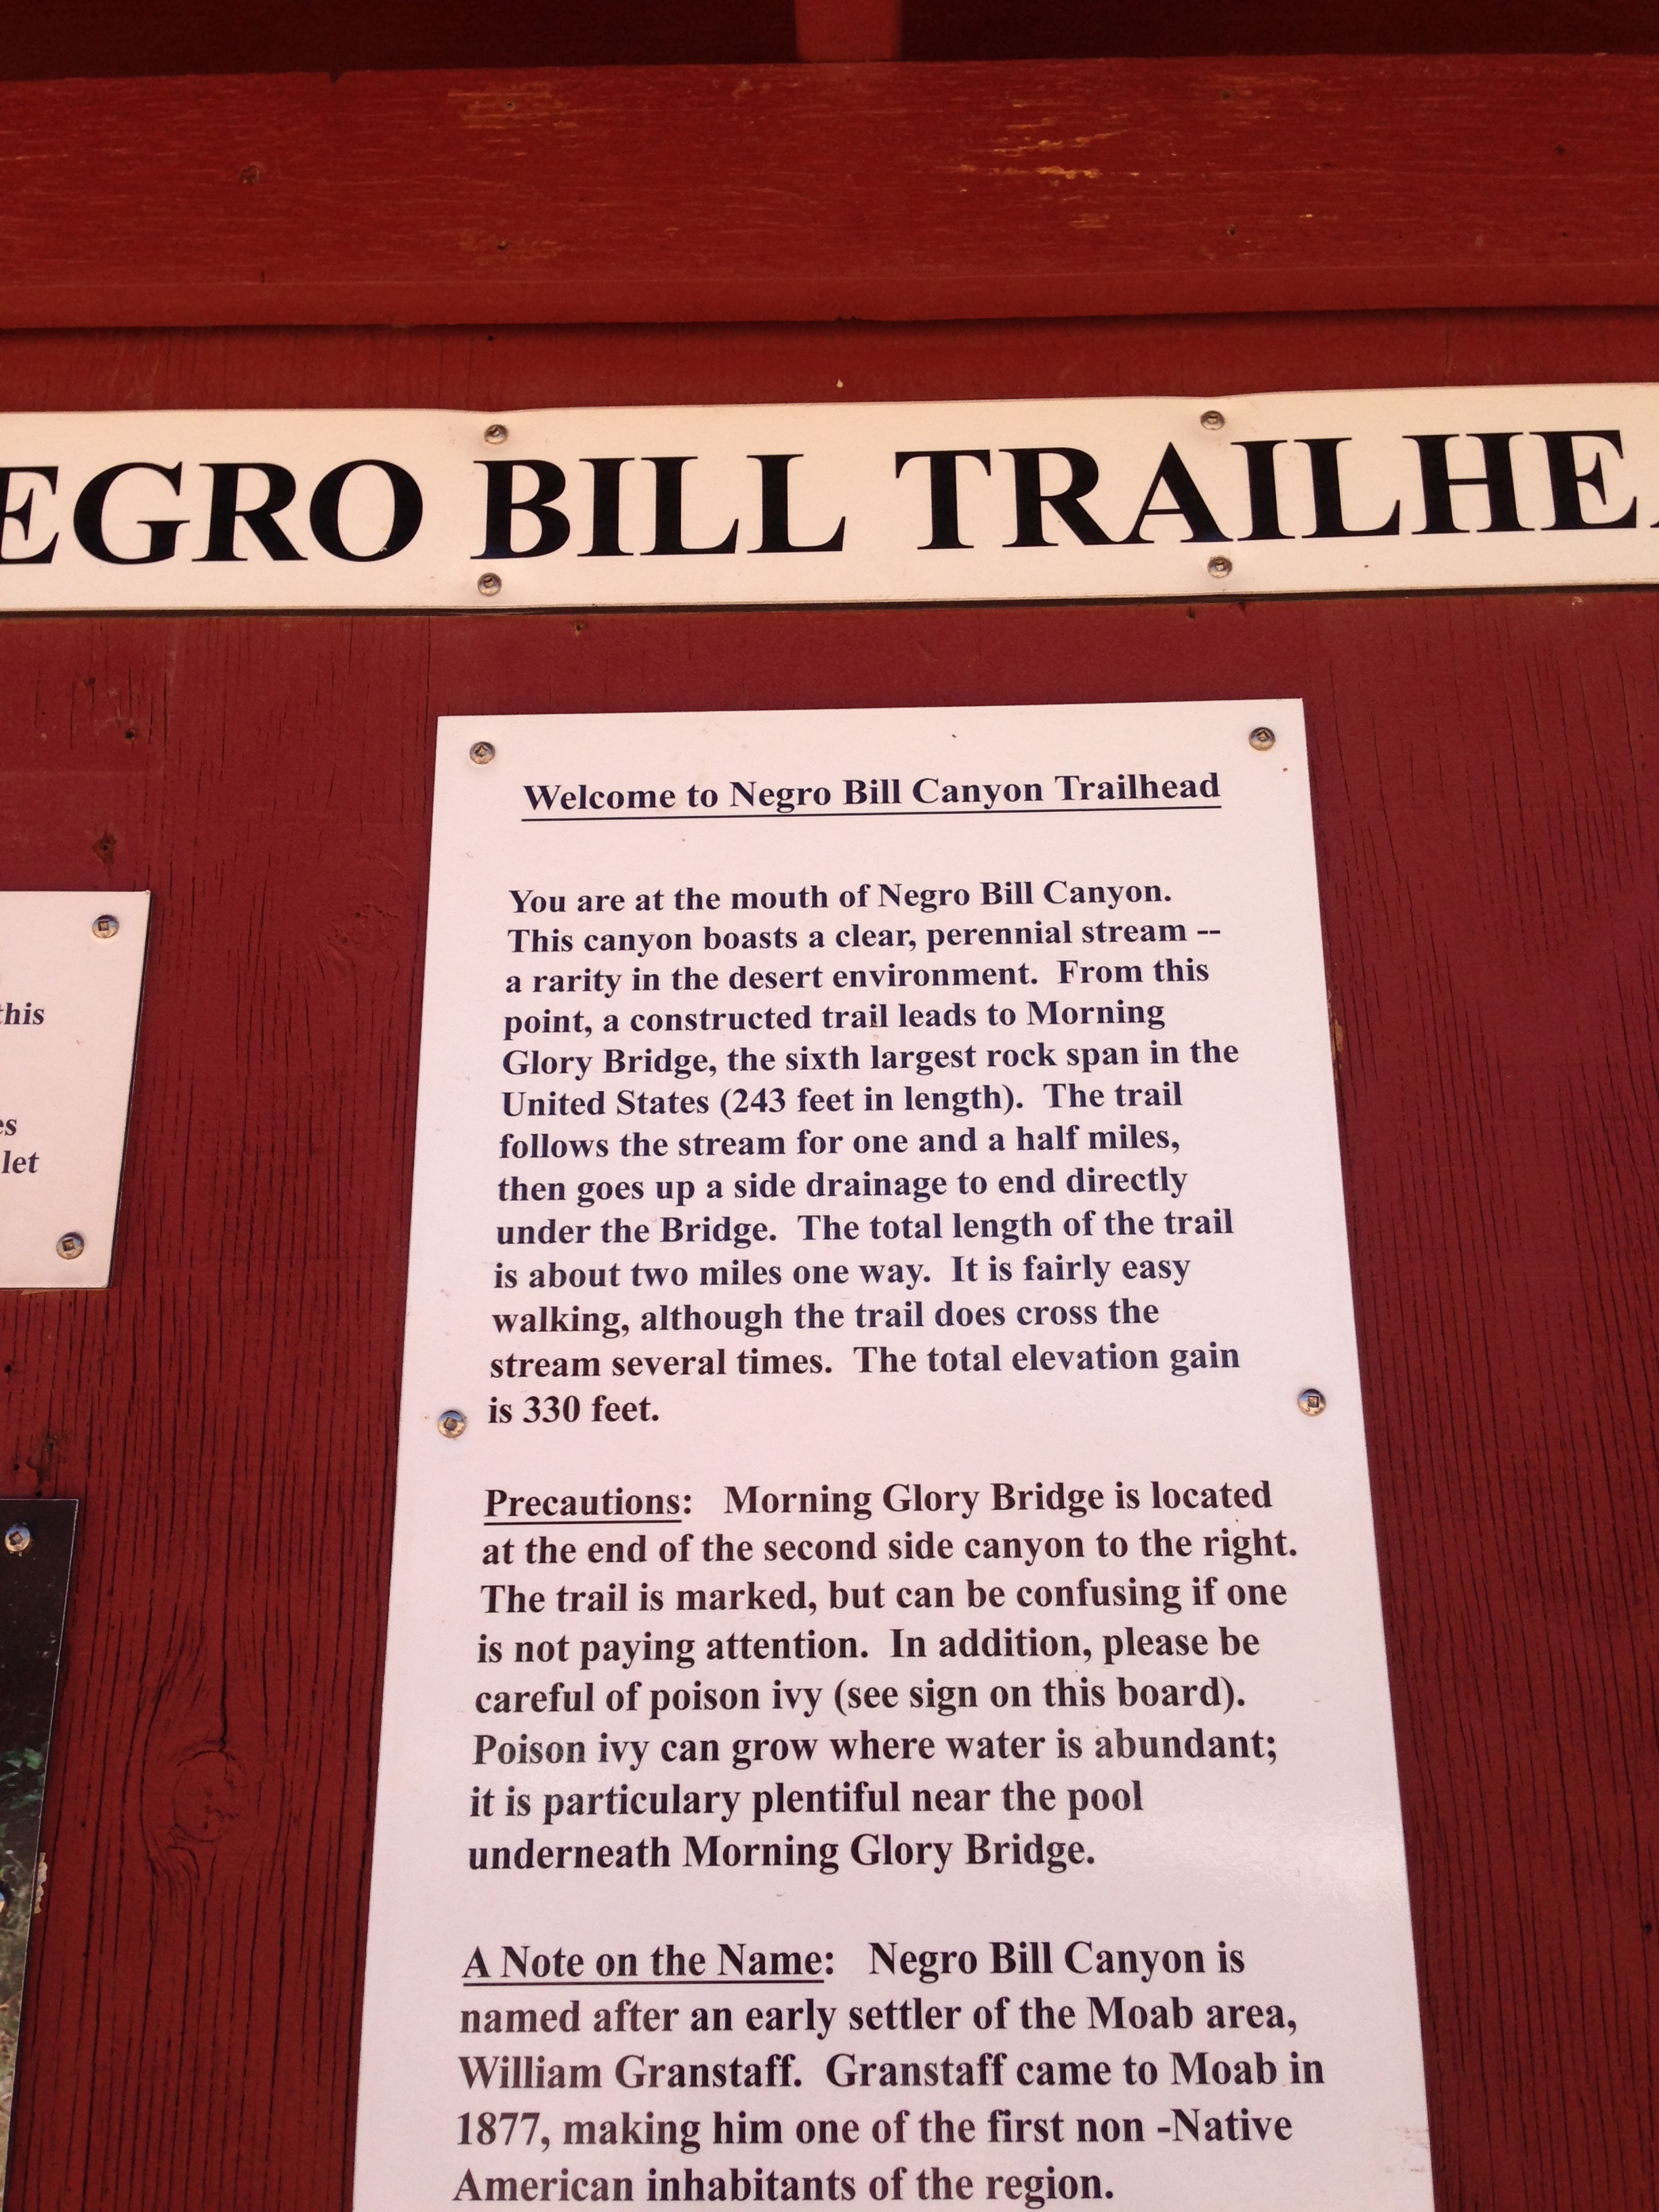 EGRO BILL TRAILHE
Welcome to Negro Bill Canyon Trailhead
You are at the mouth of Negro Bill Canyon.
This canyon boasts a clear, perennial stream --
a rarity in the desert environment. From this
point, a constructed trail leads to Morning
Glory Bridge, the sixth largest rock span in the
United States (243 feet in length). The trail
follows the stream for one and a half miles,
then goes up a side drainage to end directly
under the Bridge. The total length of the trail
is about two miles one way. It is fairly easy
walking, although the trail does cross the
stream several times. The total elevation gain
is 330 feet.
Precautions: Morning Glory Bridge is located
at the end of the second side canyon to the right.
The trail is marked, but can be confusing if one
is not paying attention. In addition, please be
careful of poison ivy (see sign on this board).
Poison ivy can grow where water is abundant;
it is particulary plentiful near the pool
underneath Morning Glory Bridge.
A Note on the Name: Negro Bill Canyon is
named after an early settler of the Moab area,
William Granstaff. Granstaff came to Moab in
1877, making him one of the first non -Native
American inhabitants of the region.
this
es
let